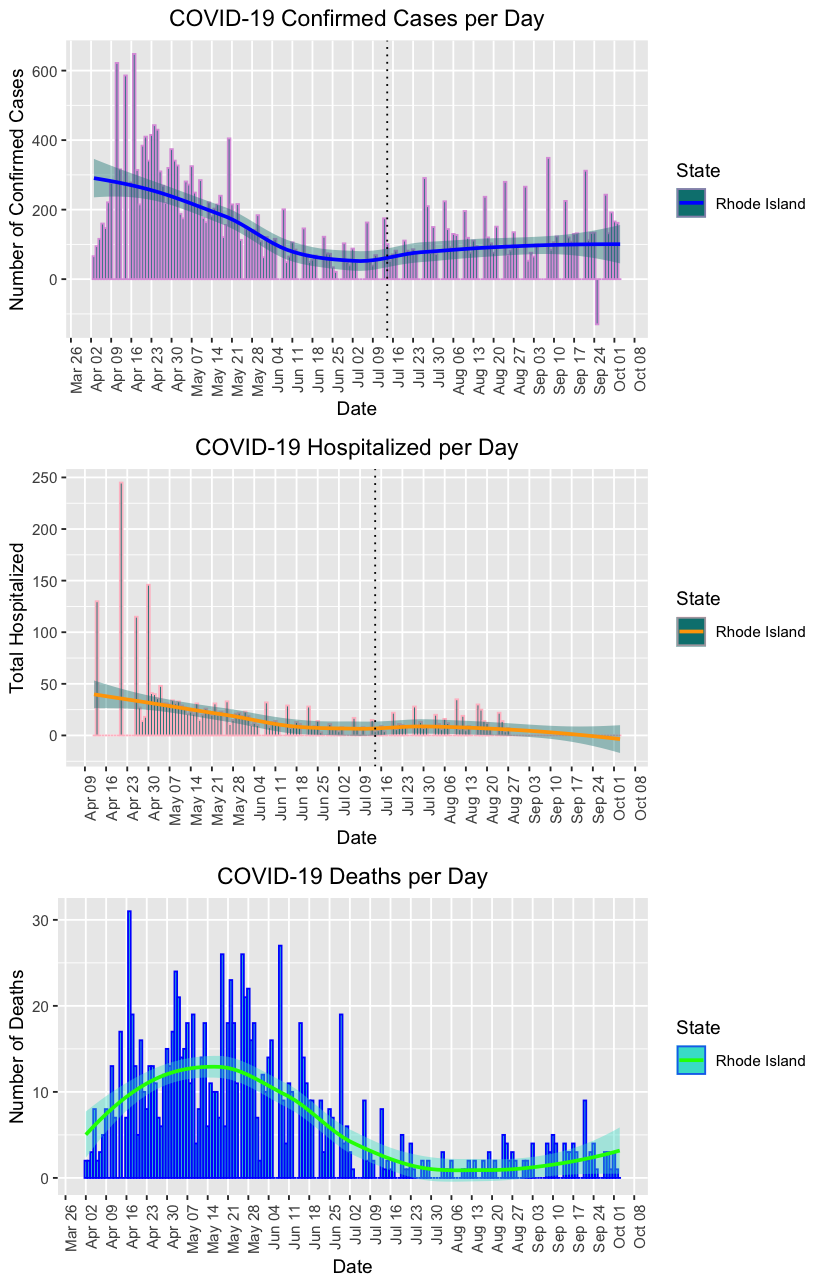 COVID-19 Confirmed Cases per Day
Number of Confirmed Cases
600
400
200
0
Mar 26
Apr 02
Apr 09
Apr 16
Apr 23
Apr 30
May 07
May 14
May 21
May 28
Jun 04
Jun 11
Jun 18
Jun 25
Jul 02
Jul 09
Jul 16
Jul 23
Jul 30
Aug 06
Aug 13
Aug 20
Aug 27
Sep 03
Sep 10
Sep 17
Sep 24
Oct 01
Oct 08
Date
State
Rhode Island
COVID-19 Hospitalized per Day
Total Hospitalized
250
200
150
100
50
0
Apr 09
Apr 16
Apr 23
Apr 30
May 07
May 14
May 21
May 28
Jun 04
Jun 11
Jun 18
Jun 25
Jul 02
Jul 09
Jul 16
Jul 23
Jul 30
Aug 06
Aug 13
Aug 20
Aug 27
Sep 03
Sep 10
Sep 17
Sep 24
Oct 01
Oct 08
Date
State
Rhode Island
COVID-19 Deaths per Day
Number of Deaths
30
20
10
0
Mar 26
Apr 02
Apr 09
Apr 16
Apr 23
Apr 30
May 07
May 14
May 21
May 28
Jun 04
Jun 11
Jun 18
Jun 25
Jul 02
Jul 09
Jul 16
Jul 23
Jul 30
Aug 06
Aug 13
Aug 20
Aug 27
Sep 03
Sep 10
Sep 17
Sep 24
Oct 01
Oct 08
Date
State
Rhode Island